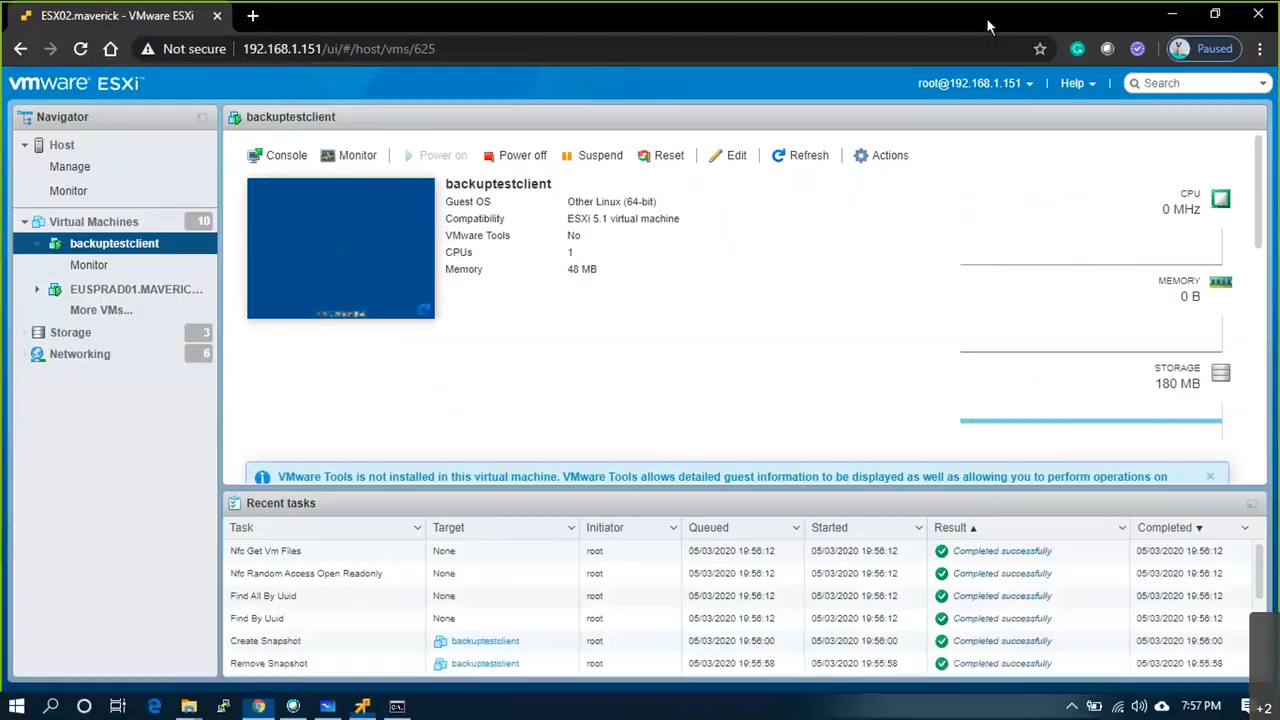 ESX02.maverick - VMware ESXi
Not secure 192.168.1.151/ui/#/host/vms/625 Paused
vmware ESXi root@192.168.1.151 Help Search
Navigator
Host
Manage
Monitor
Virtual Machines 10
backuptestclient
Monitor
EUSPRAD01.MAVERIC...
More VMs...
Storage 3
Networking 6
backuptestclient
Console Monitor Power on Power off Suspend Reset Edit Refresh Actions
backuptestclient
Guest OS Other Linux (64-bit)
Compatibility ESXi 5.1 virtual machine
VMware Tools No
CPUs 1
Memory 48 MB
CPU
0 MHz
MEMORY
0 B
STORAGE
180 MB
VMware Tools is not installed in this virtual machine. VMware Tools allows detailed guest information to be displayed as well as allowing you to perform operations on
Recent tasks
Task Target Initiator Queued Started Result Completed
Nfc Get Vm Files None root 05/03/2020 19:56:12 05/03/2020 19:56:12 Completed successfully 05/03/2020 19:56:12
Nfc Random Access Open Readonly None root 05/03/2020 19:56:12 05/03/2020 19:56:12 Completed successfully 05/03/2020 19:56:12
Find All By Uuid None root 05/03/2020 19:56:12 05/03/2020 19:56:12 Completed successfully 05/03/2020 19:56:12
Find By Uuid None root 05/03/2020 19:56:12 05/03/2020 19:56:12 Completed successfully 05/03/2020 19:56:12
Create Snapshot backuptestclient root 05/03/2020 19:56:00 05/03/2020 19:56:00 Completed successfully 05/03/2020 19:56:12
Remove Snapshot backuptestclient root 05/03/2020 19:55:58 05/03/2020 19:55:58 Completed successfully 05/03/2020 19:55:58
7:57 PM +2